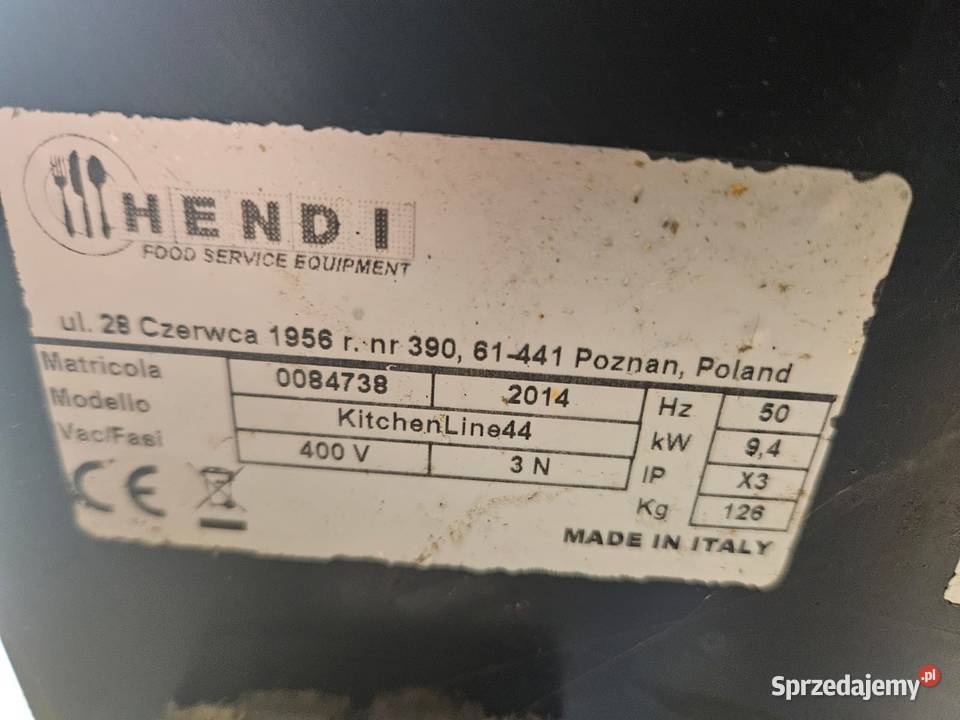 HENDI
FOOD SERVICE EQUIPMENT
ul. 28 Czerwca 1956 r. nr 390, 61-441 Poznan, Poland
Matricola 0084738 2014 Hz 50
Modello KitchenLine44 kW 9,4
Vac/Fasi 400 V 3 N IP X3
CE Kg 126
MADE IN ITALY
Sprzedajemy.pl